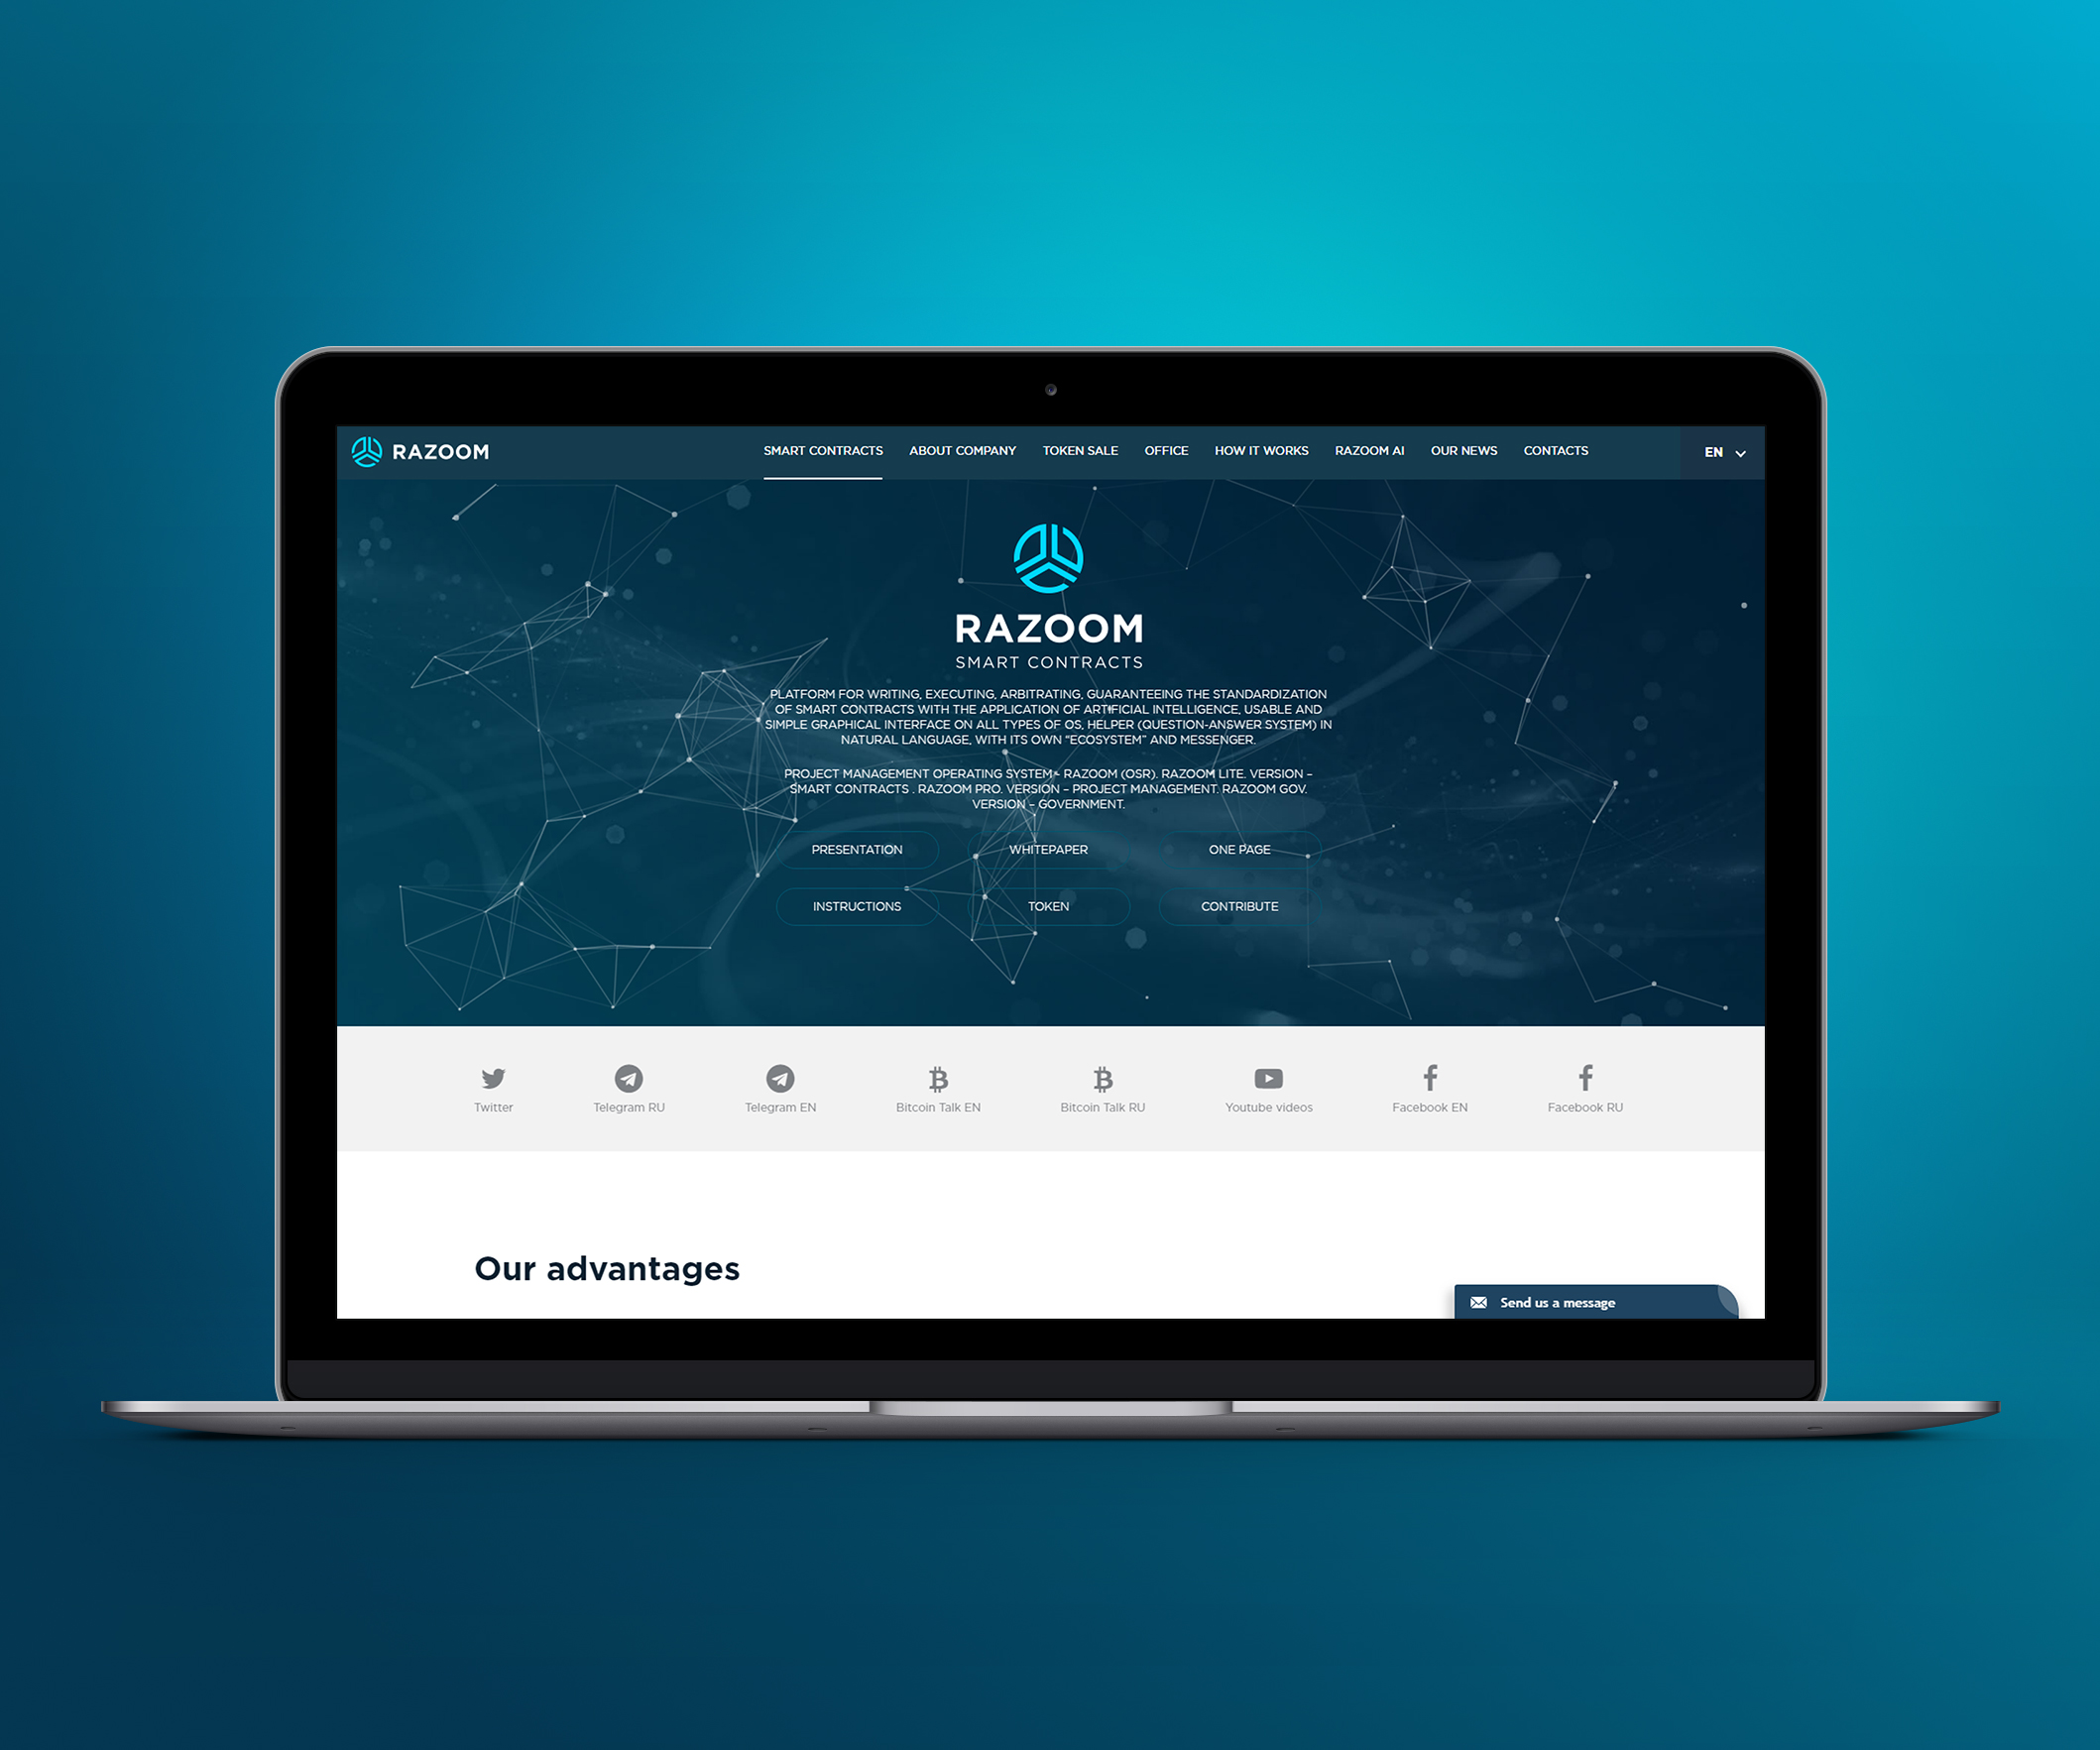 RAZOOM
SMART CONTRACTS ABOUT COMPANY TOKEN SALE OFFICE HOW IT WORKS RAZOOM AI OUR NEWS CONTACTS EN
RAZOOM
SMART CONTRACTS
PLATFORM FOR WRITING, EXECUTING, ARBITRATING, GUARANTEEING THE STANDARDIZATION
OF SMART CONTRACTS WITH THE APPLICATION OF ARTIFICIAL INTELLIGENCE, USABLE AND
SIMPLE GRAPHICAL INTERFACE ON ALL TYPES OF OS, HELPER (QUESTION-ANSWER SYSTEM) IN
NATURAL LANGUAGE, WITH ITS OWN “ECOSYSTEM” AND MESSENGER.
PROJECT MANAGEMENT OPERATING SYSTEM - RAZOOM (OSR). RAZOOM LITE. VERSION –
SMART CONTRACTS . RAZOOM PRO. VERSION – PROJECT MANAGEMENT. RAZOOM GOV.
VERSION – GOVERNMENT.
PRESENTATION WHITEPAPER ONE PAGE
INSTRUCTIONS TOKEN CONTRIBUTE
Twitter Telegram RU Telegram EN Bitcoin Talk EN Bitcoin Talk RU Youtube videos Facebook EN Facebook RU
Our advantages
Send us a message